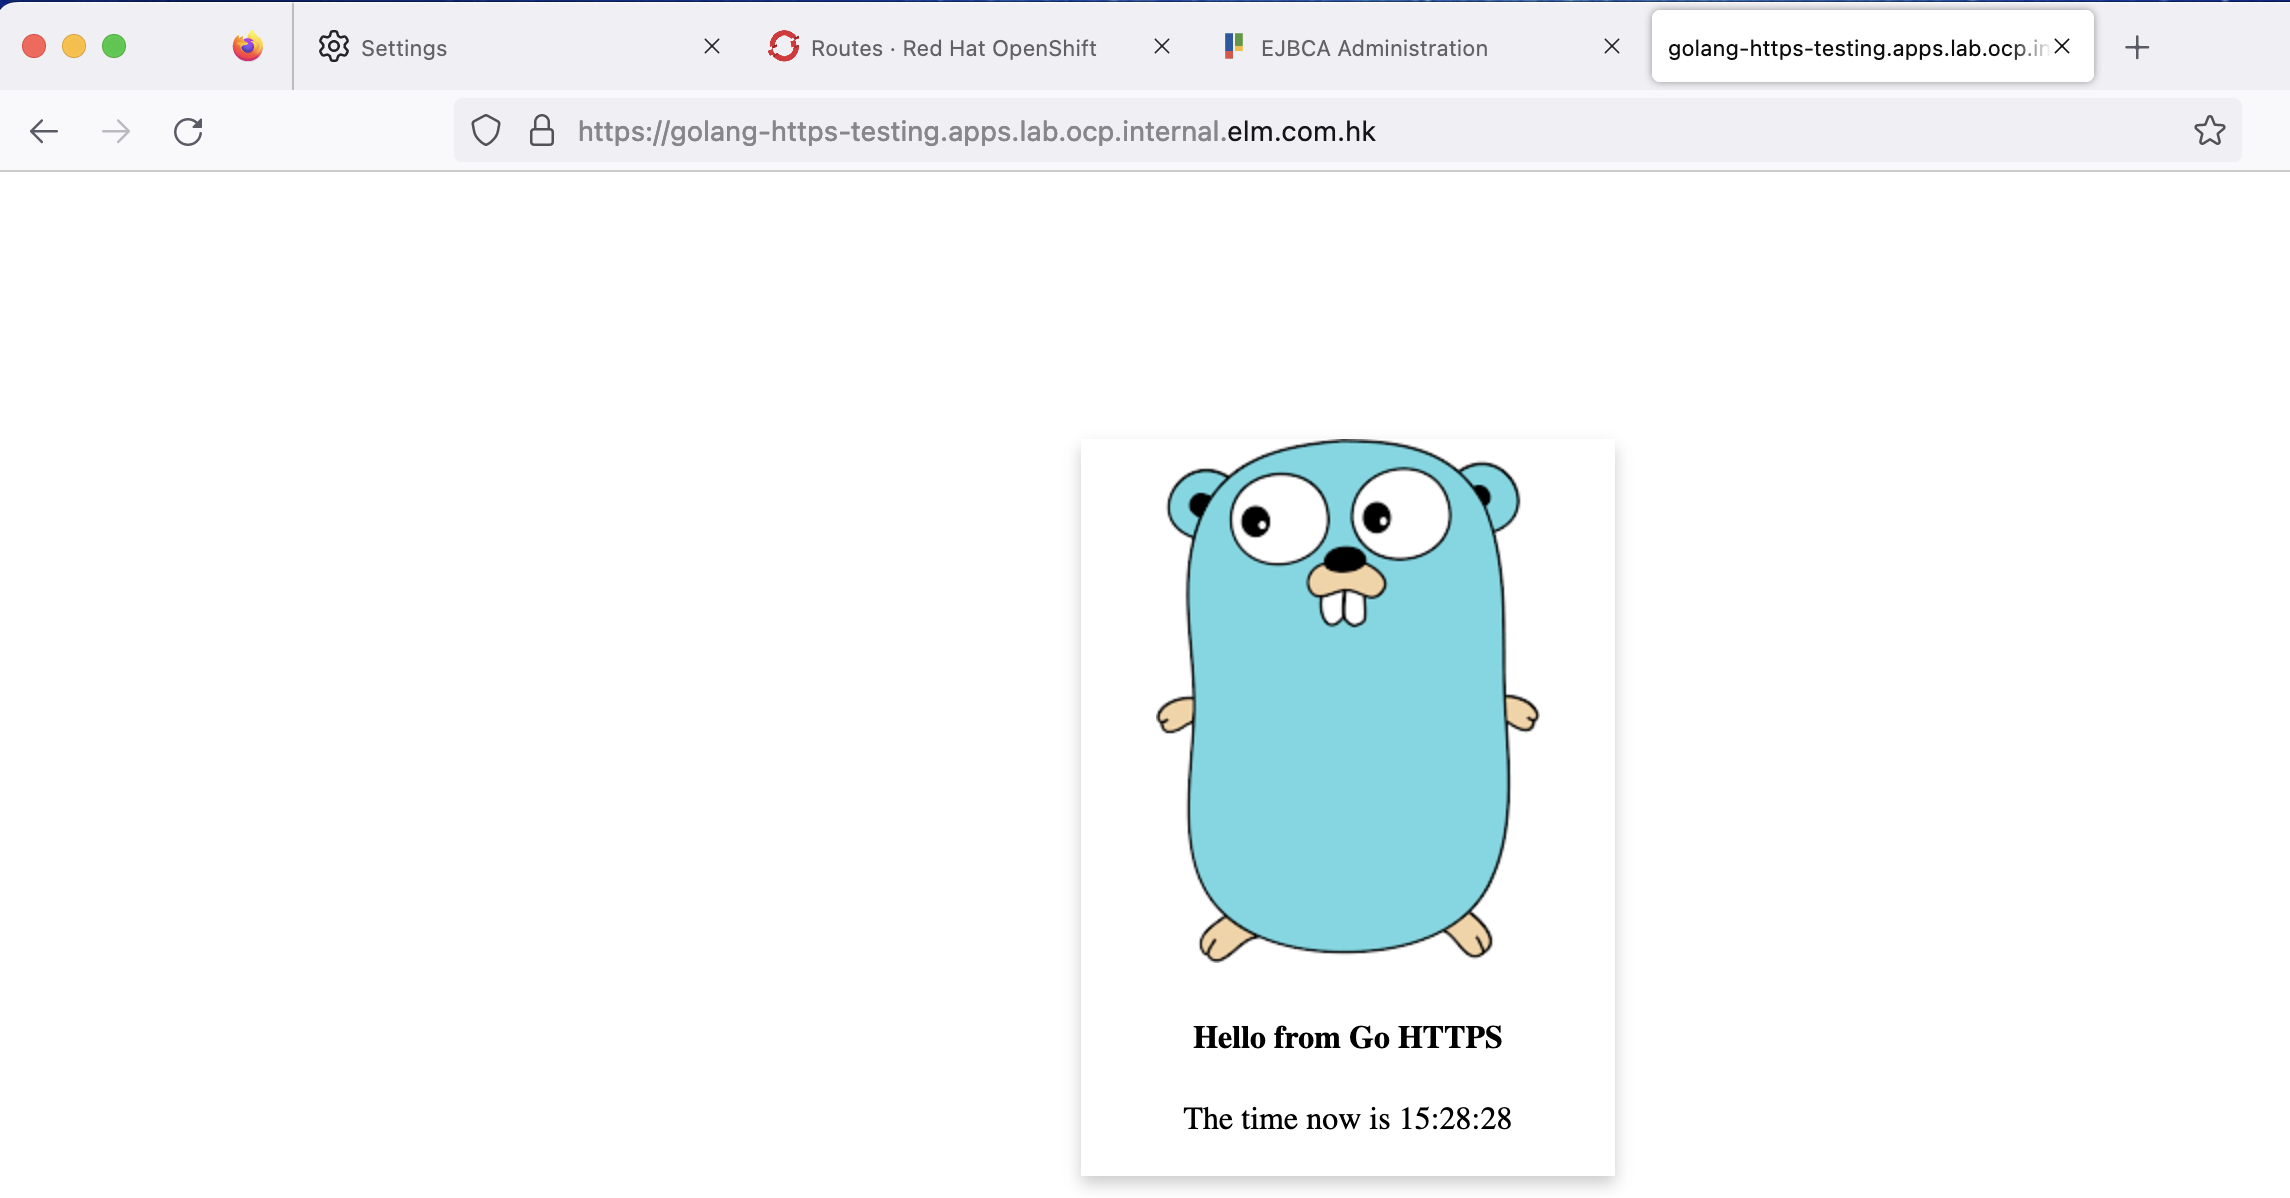 Settings
Routes · Red Hat OpenShift
EJBCA Administration
golang-https-testing.apps.lab.ocp.in
https://golang-https-testing.apps.lab.ocp.internal.elm.com.hk
Hello from Go HTTPS
The time now is 15:28:28